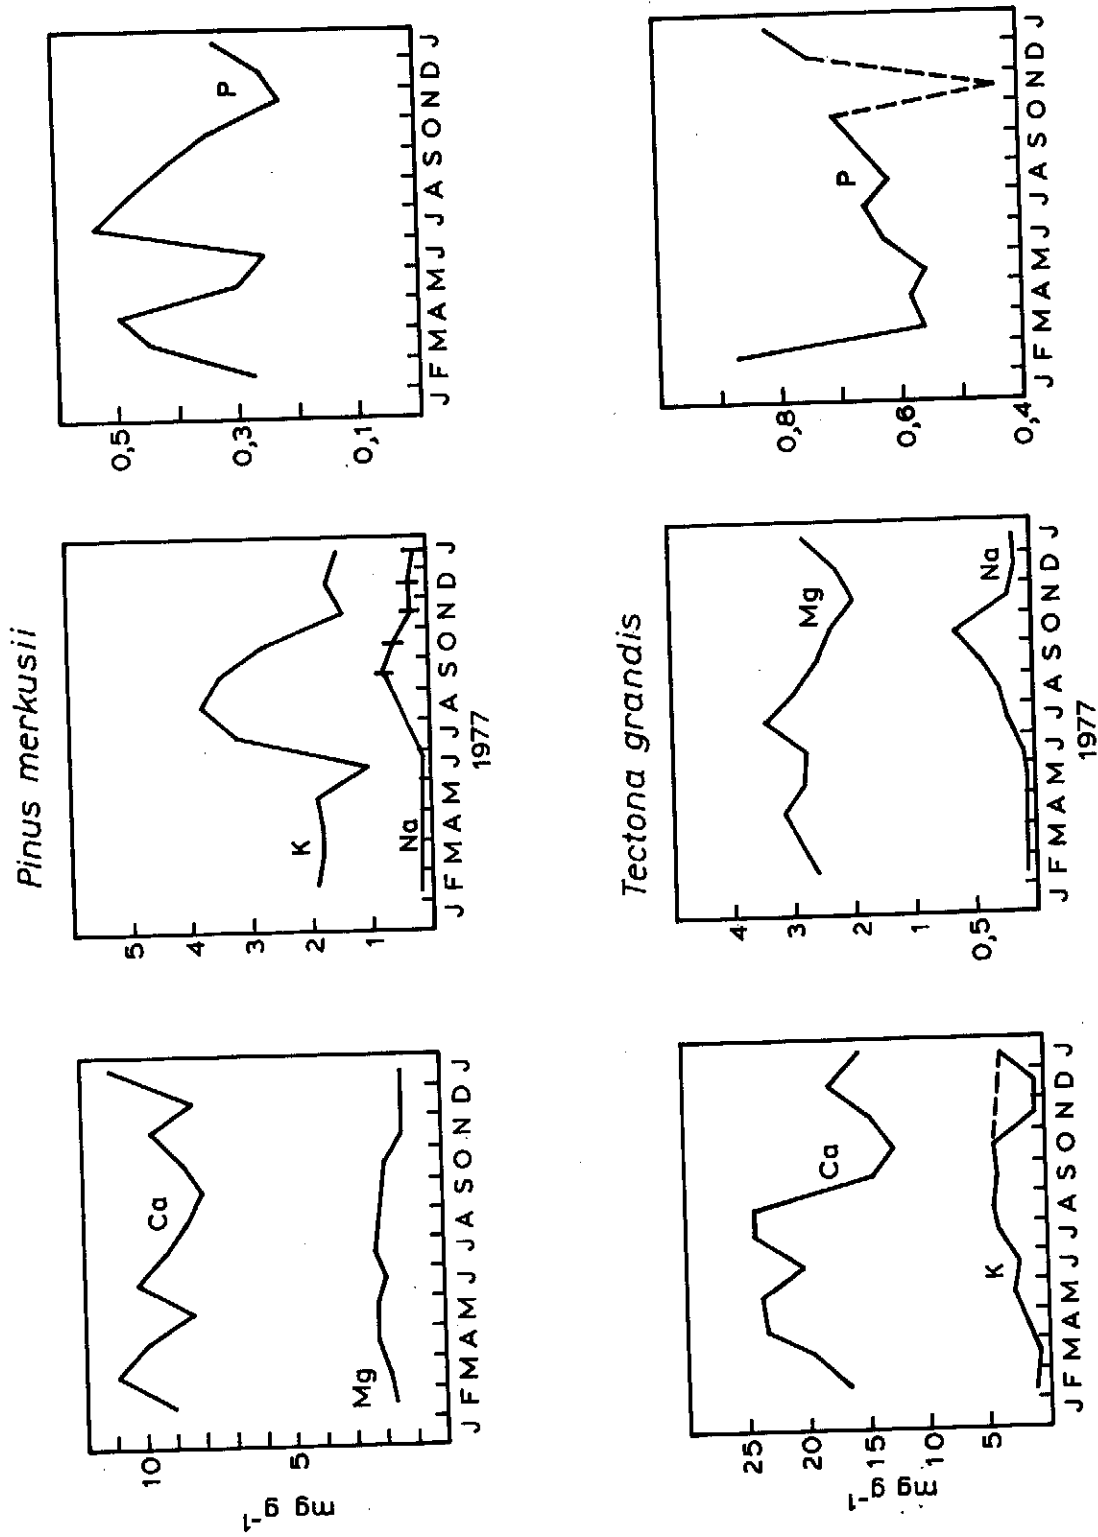 Pinus merkusii
mg g-1
10
5
Ca
Mg
J F M A M J J A S O N D J
5
4
3
2
1
K
Na
J F M A M J J A S O N D J
1977
0,5
0,3
0,1
P
J F M A M J J A S O N D J
Tectona grandis
mg g-1
25
20
15
10
5
Ca
K
J F M A M J J A S O N D J
4
3
2
1
0,5
Mg
Na
J F M A M J J A S O N D J
1977
0,8
0,6
0,4
P
J F M A M J J A S O N D J